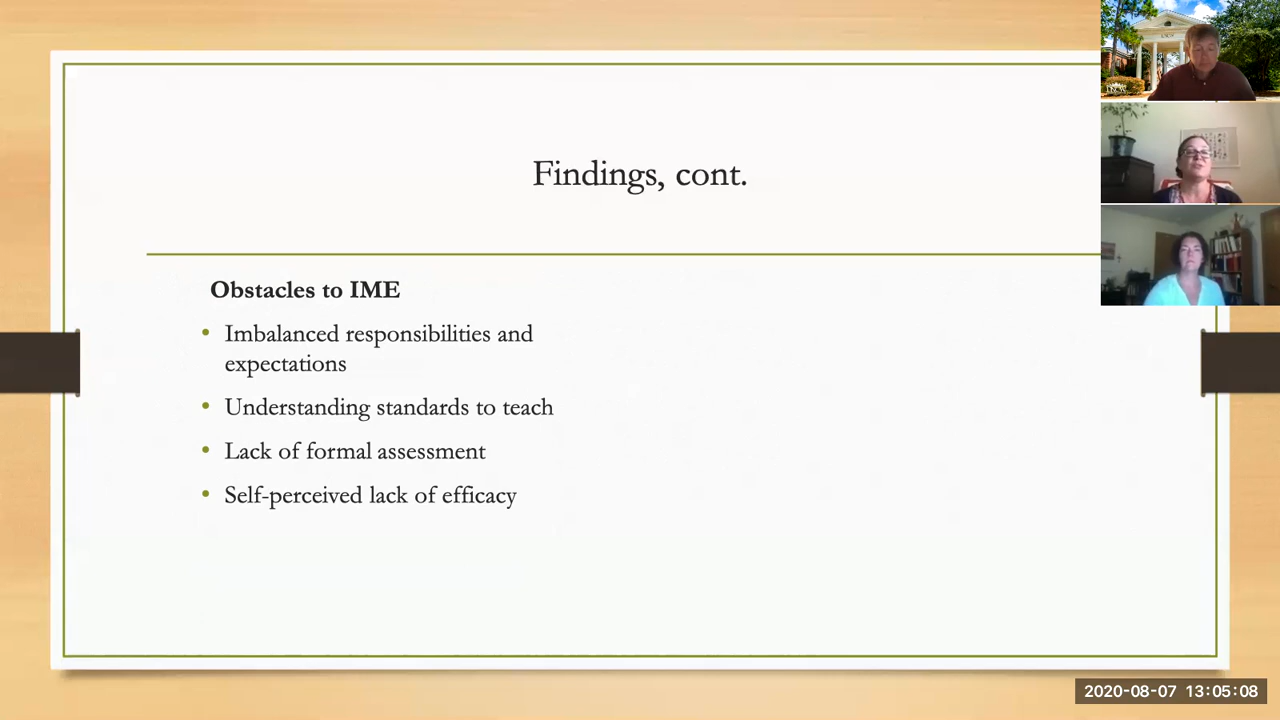 Findings, cont.
Obstacles to IME
• Imbalanced responsibilities and
expectations
• Understanding standards to teach
• Lack of formal assessment
• Self-perceived lack of efficacy
2020-08-07 13:05:08